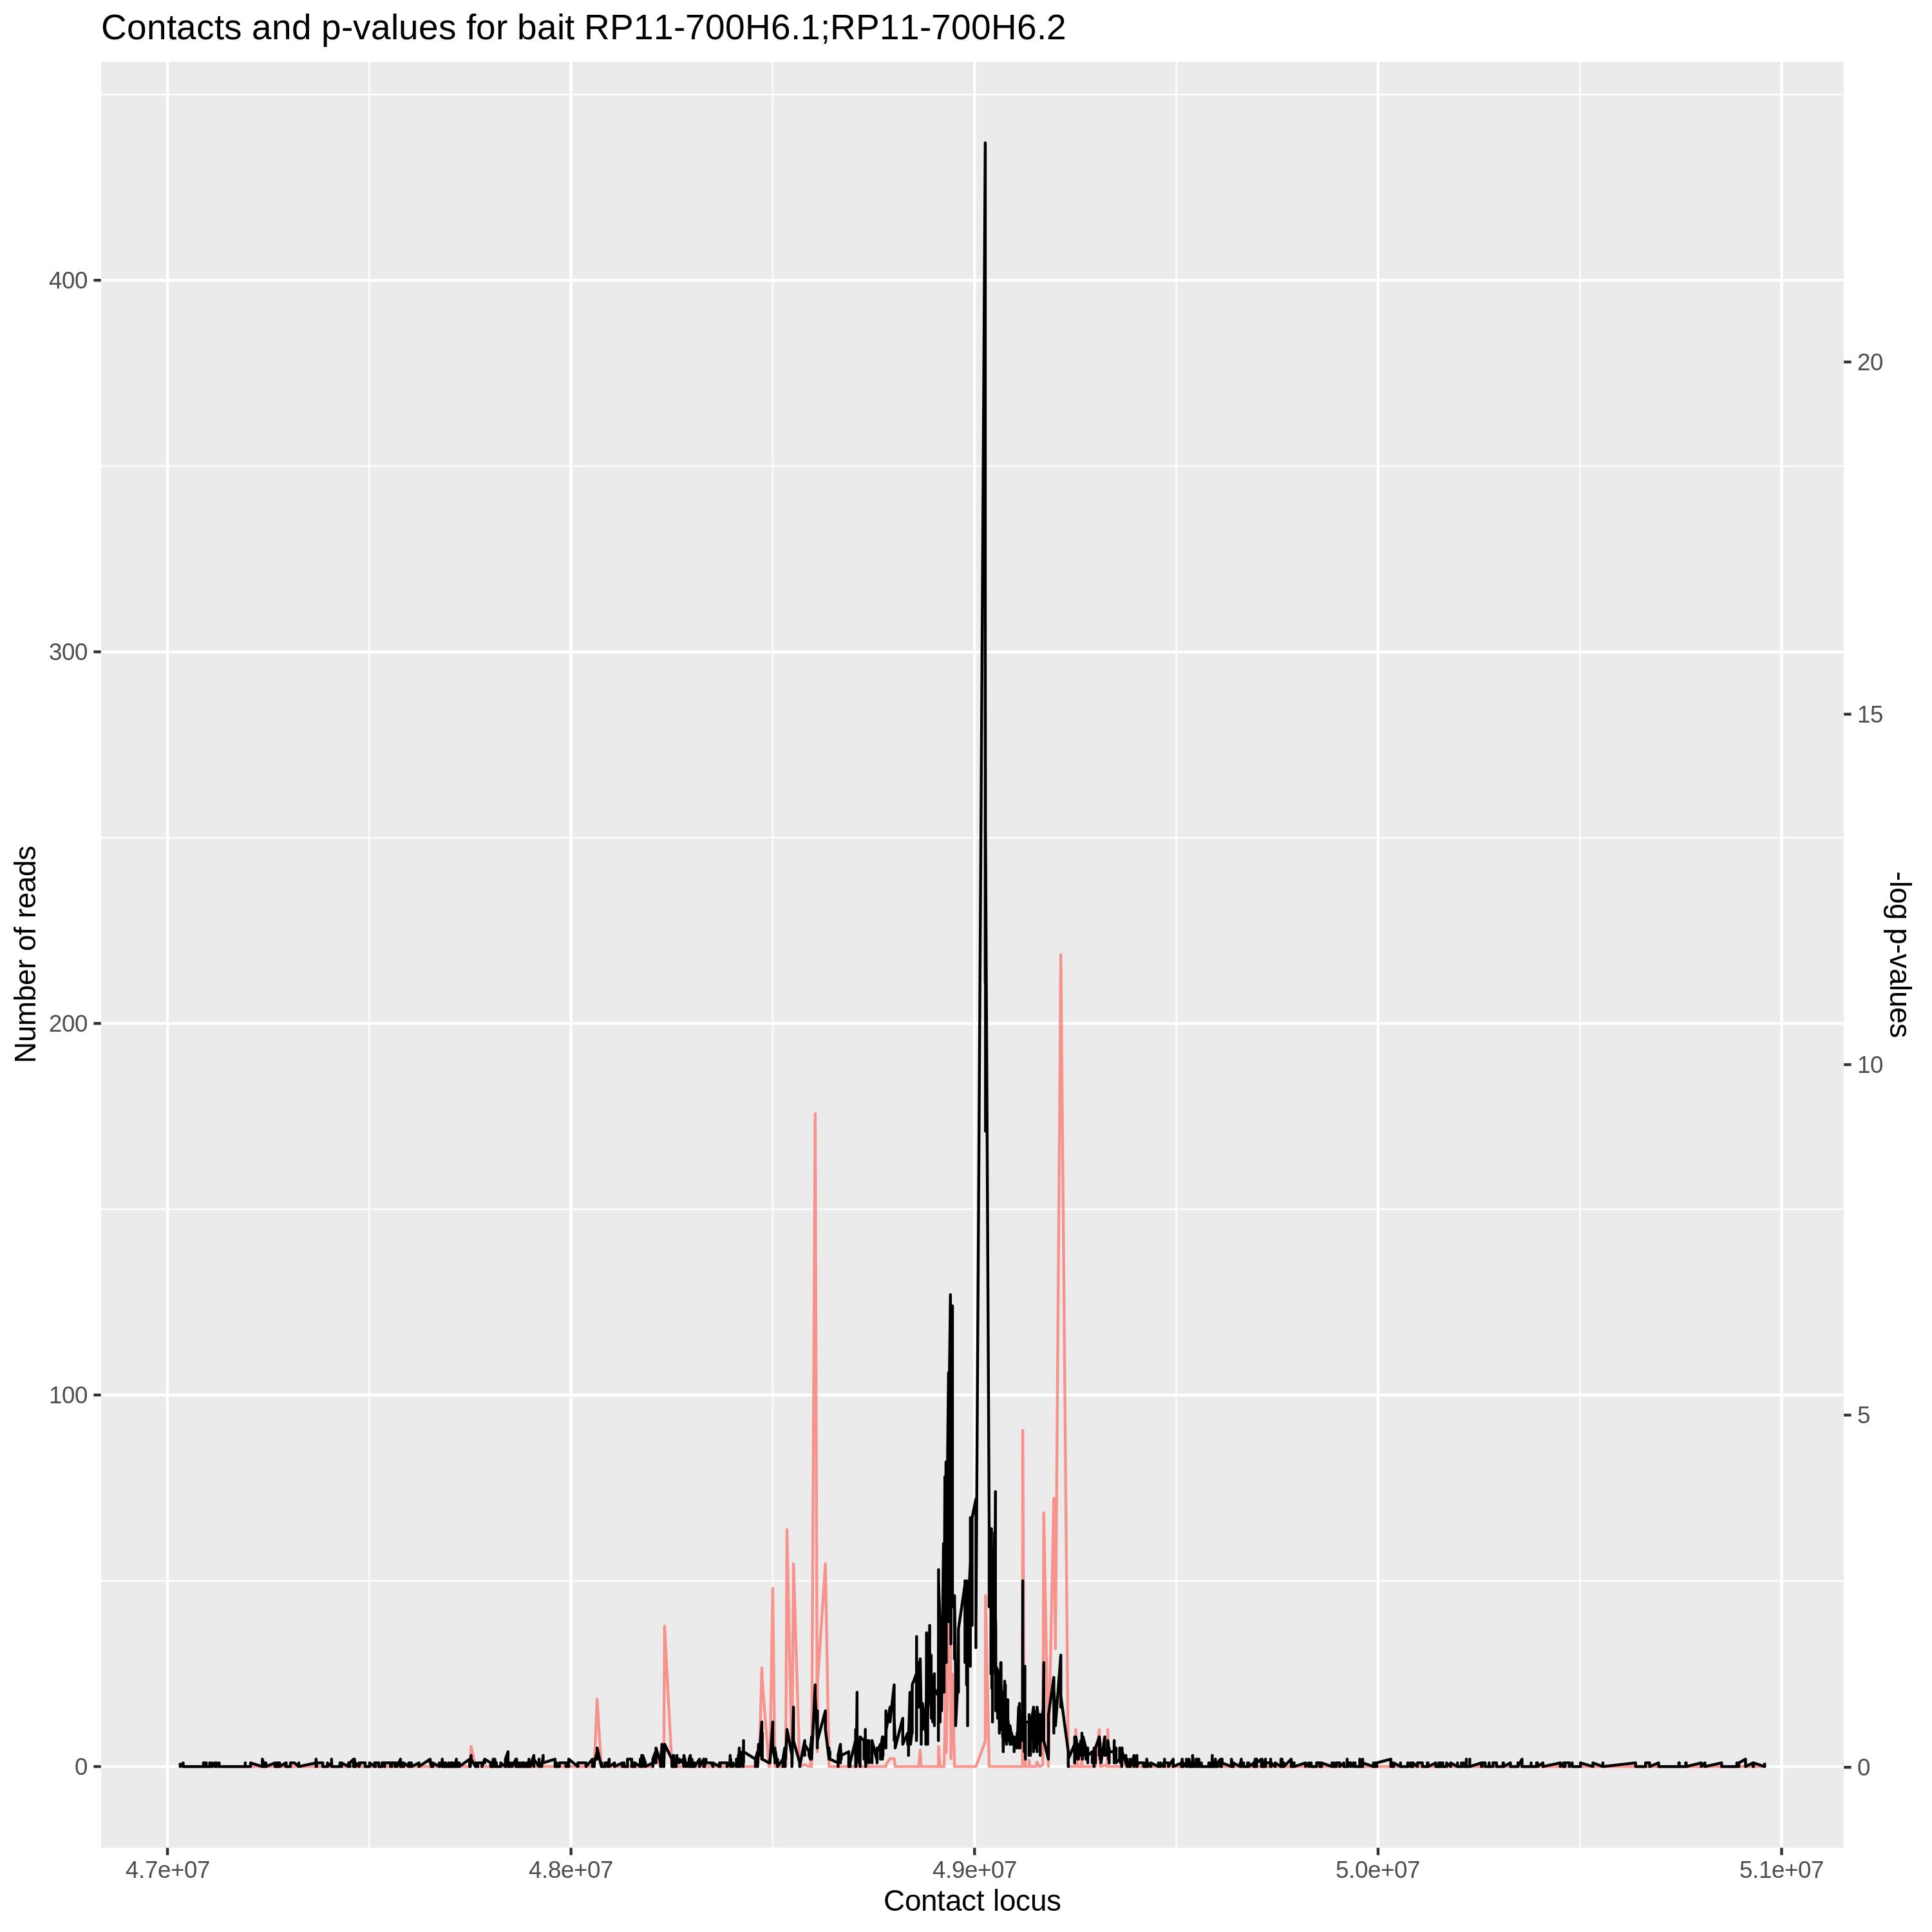 Contacts and p-values for bait RP11-700H6.1;RP11-700H6.2
400
300
200
100
0
Number of reads
20
15
10
5
0
-log p-values
4.7e+07 4.8e+07 4.9e+07 5.0e+07 5.1e+07
Contact locus